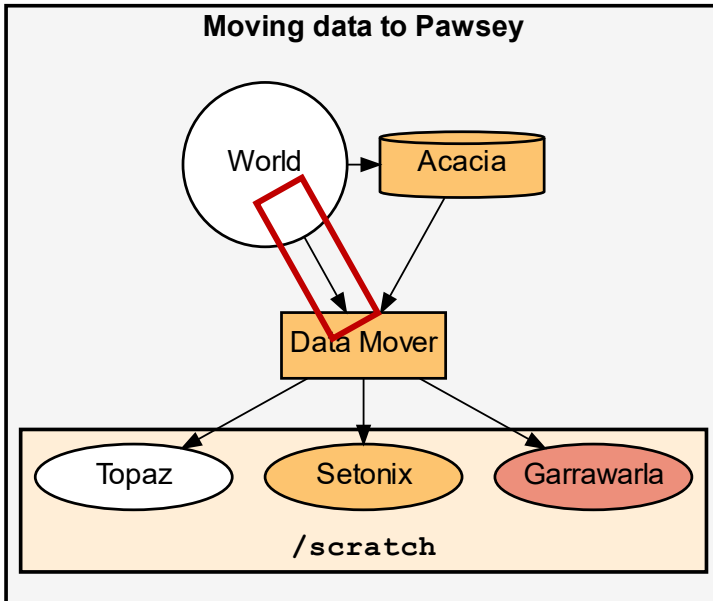 Moving data to Pawsey
World
Acacia
Data Mover
Topaz
Setonix
Garrawarla
/scratch